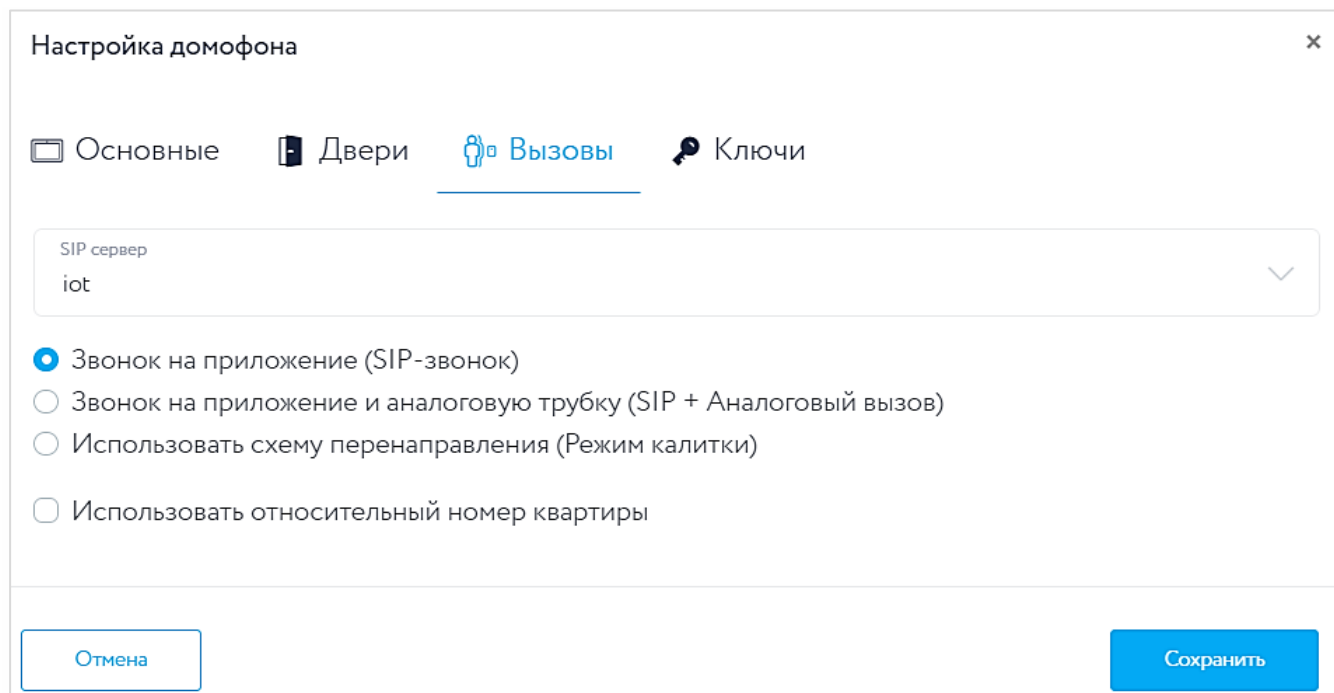 Настройка домофона
Основные Двери Вызовы Ключи
SIP сервер
iot
Звонок на приложение (SIP-звонок)
Звонок на приложение и аналоговую трубку (SIP + Аналоговый вызов)
Использовать схему перенаправления (Режим калитки)
Использовать относительный номер квартиры
Отмена Сохранить